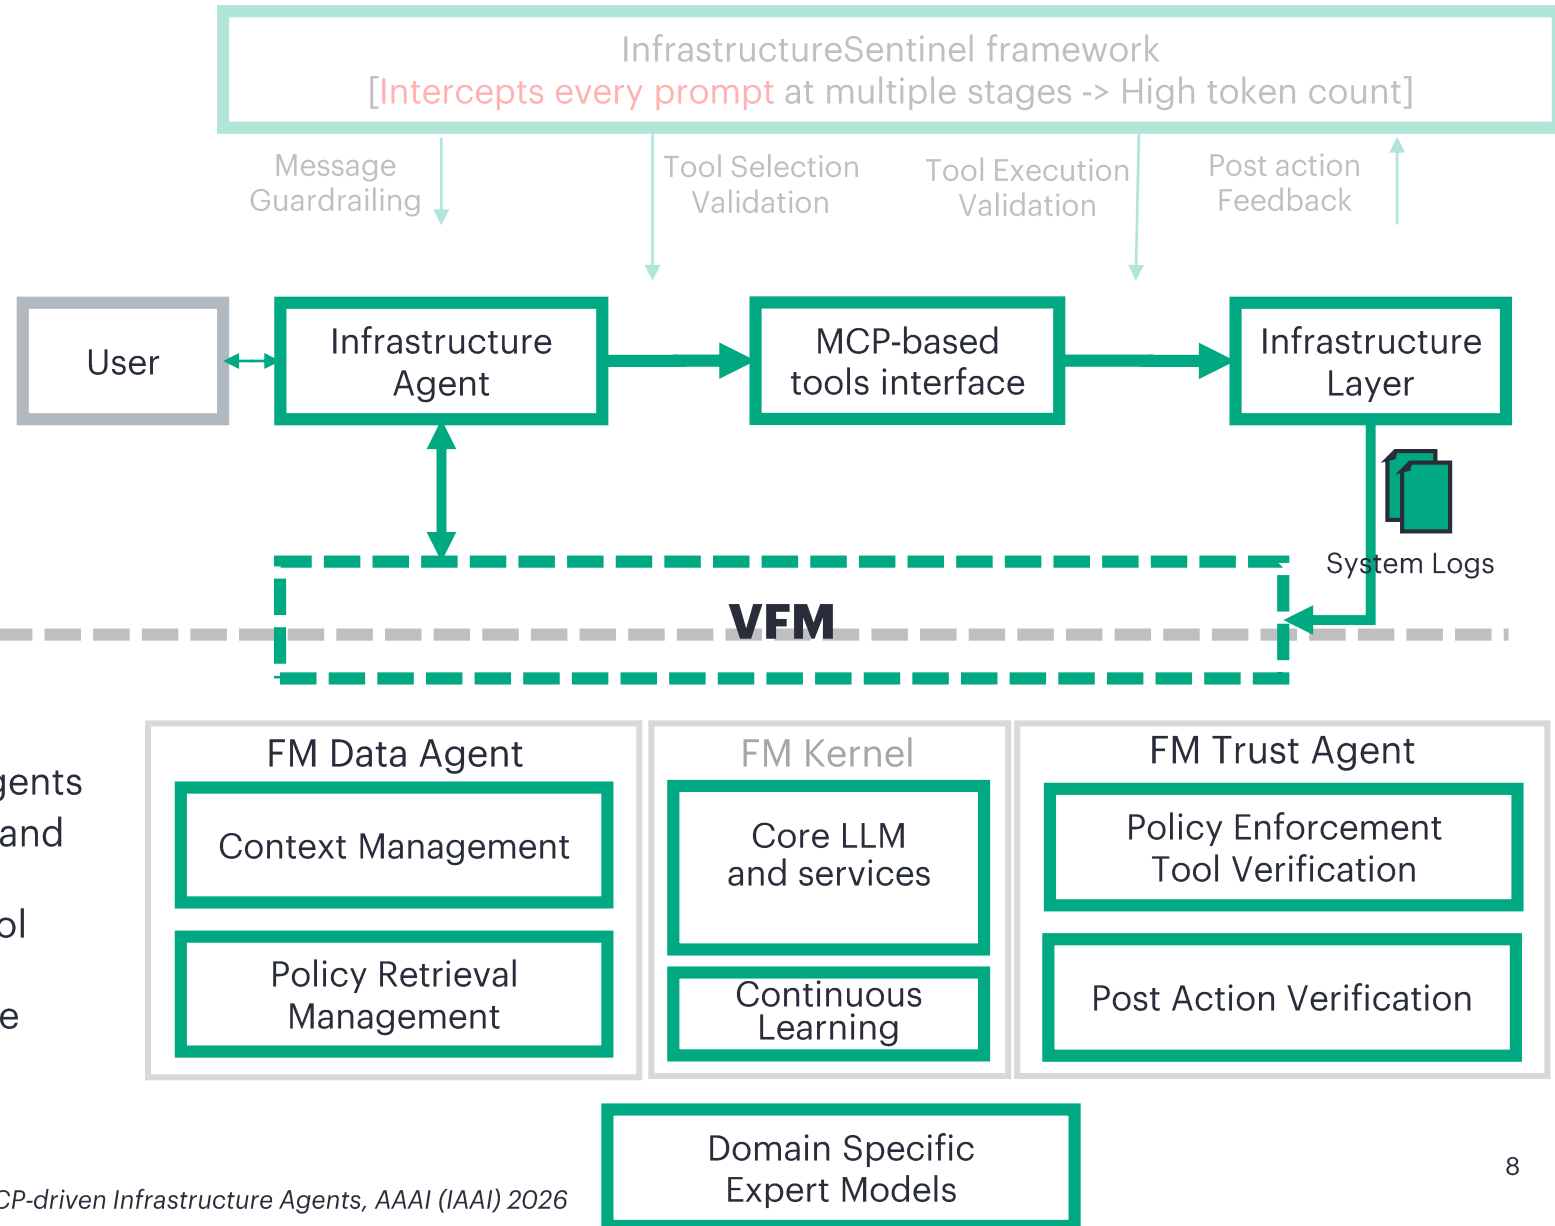 InfrastructureSentinel framework
[Intercepts every prompt at multiple stages -> High token count]
Message
Guardrailing
Tool Selection
Validation
Tool Execution
Validation
Post action
Feedback
User
Infrastructure
Agent
MCP-based
tools interface
Infrastructure
Layer
System Logs
VFM
FM Data Agent
Context Management
Policy Retrieval
Management
FM Kernel
Core LLM
and services
Continuous
Learning
FM Trust Agent
Policy Enforcement
Tool Verification
Post Action Verification
and
Domain Specific
Expert Models
8
CP-driven Infrastructure Agents, AAAI (IAAI) 2026